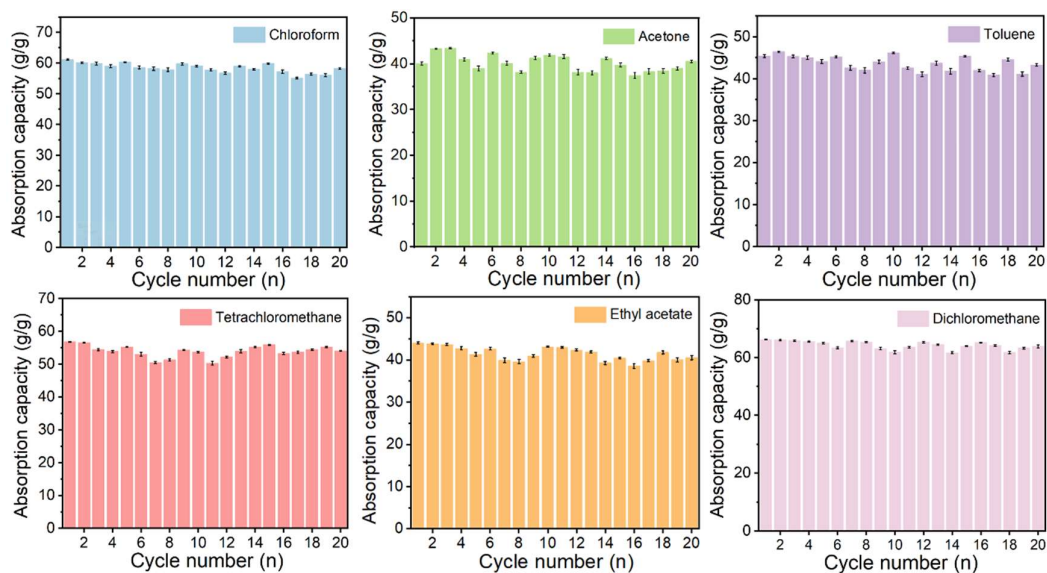 Chloroform
Absorption capacity (g/g)
70
60
50
40
30
20
10
0
2 4 6 8 10 12 14 16 18 20
Cycle number (n)
Acetone
Absorption capacity (g/g)
50
40
30
20
10
0
2 4 6 8 10 12 14 16 18 20
Cycle number (n)
Toluene
Absorption capacity (g/g)
50
40
30
20
10
0
2 4 6 8 10 12 14 16 18 20
Cycle number (n)
Tetrachloromethane
Absorption capacity (g/g)
70
60
50
40
30
20
10
0
2 4 6 8 10 12 14 16 18 20
Cycle number (n)
Ethyl acetate
Absorption capacity (g/g)
50
40
30
20
10
0
2 4 6 8 10 12 14 16 18 20
Cycle number (n)
Dichloromethane
Absorption capacity (g/g)
80
60
40
20
0
2 4 6 8 10 12 14 16 18 20
Cycle number (n)